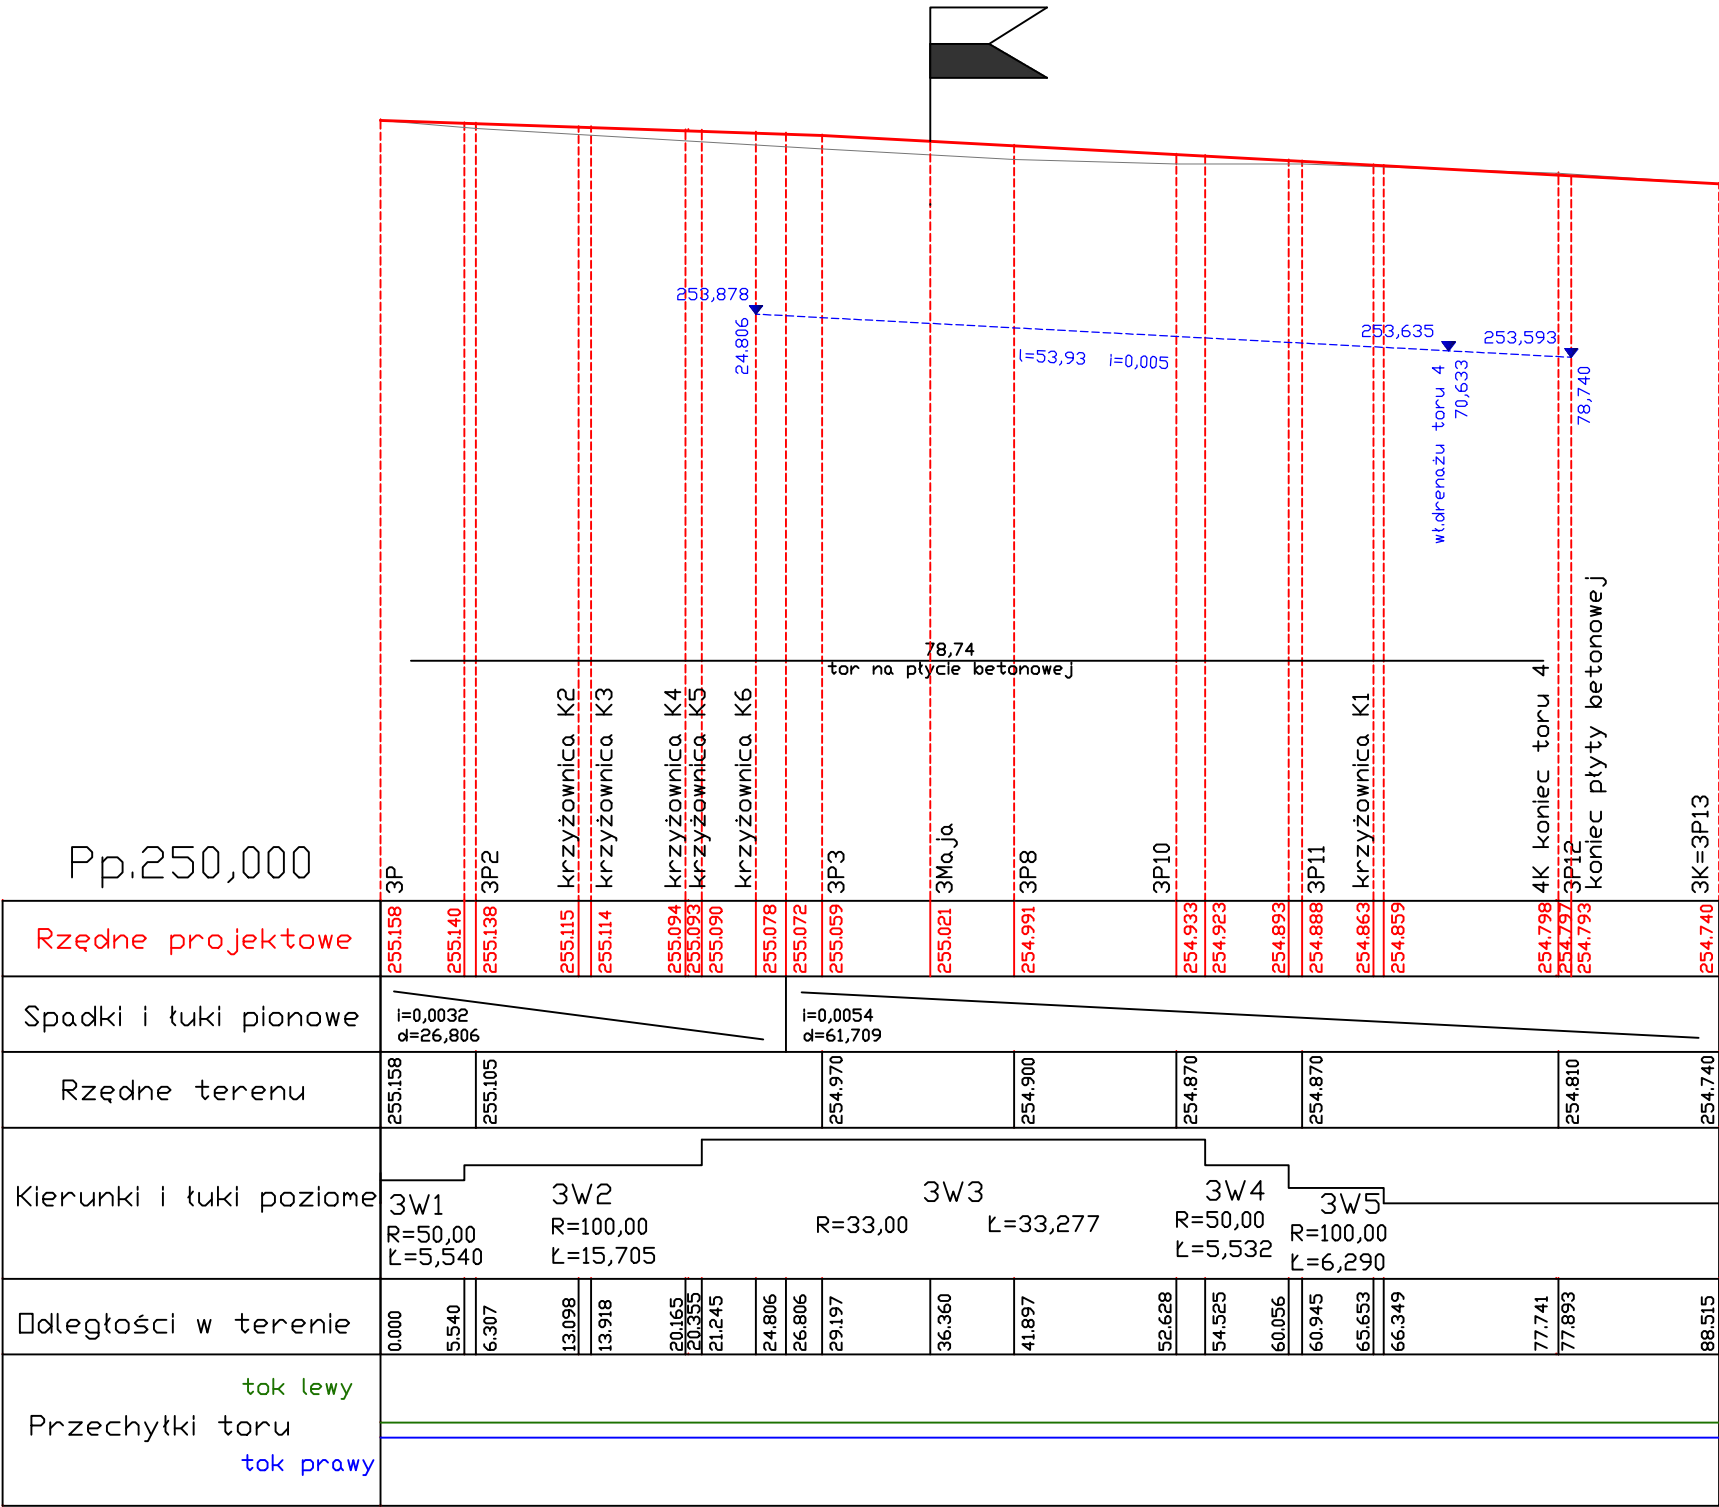 253,878
24.806
l=53,93 i=0,005
253,635
253,593
wł.drenażu toru 4
70,633
78,740
78,74
tor na płycie betonowej
Pp.250,000
3P
3P2
krzyżownica K2
krzyżownica K3
krzyżownica K4
krzyżownica K5
krzyżownica K6
3P3
3Maja
3P8
3P10
3P11
krzyżownica K1
4K koniec toru 4
3P12
koniec płyty betonowej
3K=3P13
Rzędne projektowe
255.158
255.140
255.138
255.115
255.114
255.094
255.093
255.090
255.078
255.072
255.059
255.021
254.991
254.933
254.923
254.893
254.888
254.863
254.859
254.798
254.797
254.793
254.740
Spadki i łuki pionowe
i=0,0032
d=26,806
i=0,0054
d=61,709
Rzędne terenu
255.158
255.105
254.970
254.900
254.870
254.870
254.810
254.740
Kierunki i łuki poziome
3W1
R=50,00
Ł=5,540
3W2
R=100,00
Ł=15,705
3W3
R=33,00 Ł=33,277
3W4
R=50,00
Ł=5,532
3W5
R=100,00
Ł=6,290
Odległości w terenie
0.000
5.540
6.307
13.098
13.918
20.165
20.355
21.245
24.806
26.806
29.197
36.360
41.897
52.628
54.525
60.056
60.945
65.653
66.349
77.741
77.893
88.515
tok lewy
Przechyłki toru
tok prawy